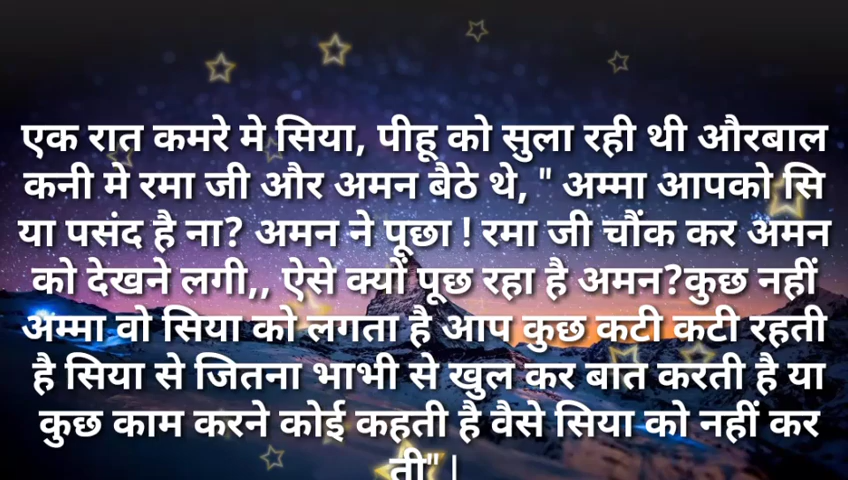 एक रात कमरे मे सिया, पीहू को सुला रही थी औरबाल
कनी मे रमा जी और अमन बैठे थे, " अम्मा आपको सि
या पसंद है ना? अमन ने पूछा ! रमा जी चौंक कर अमन
को देखने लगी,, ऐसे क्यों पूछ रहा है अमन?कुछ नहीं
अम्मा वो सिया को लगता है आप कुछ कटी कटी रहती
है सिया से जितना भाभी से खुल कर बात करती है या
कुछ काम करने कोई कहती है वैसे सिया को नहीं कर
ती" |